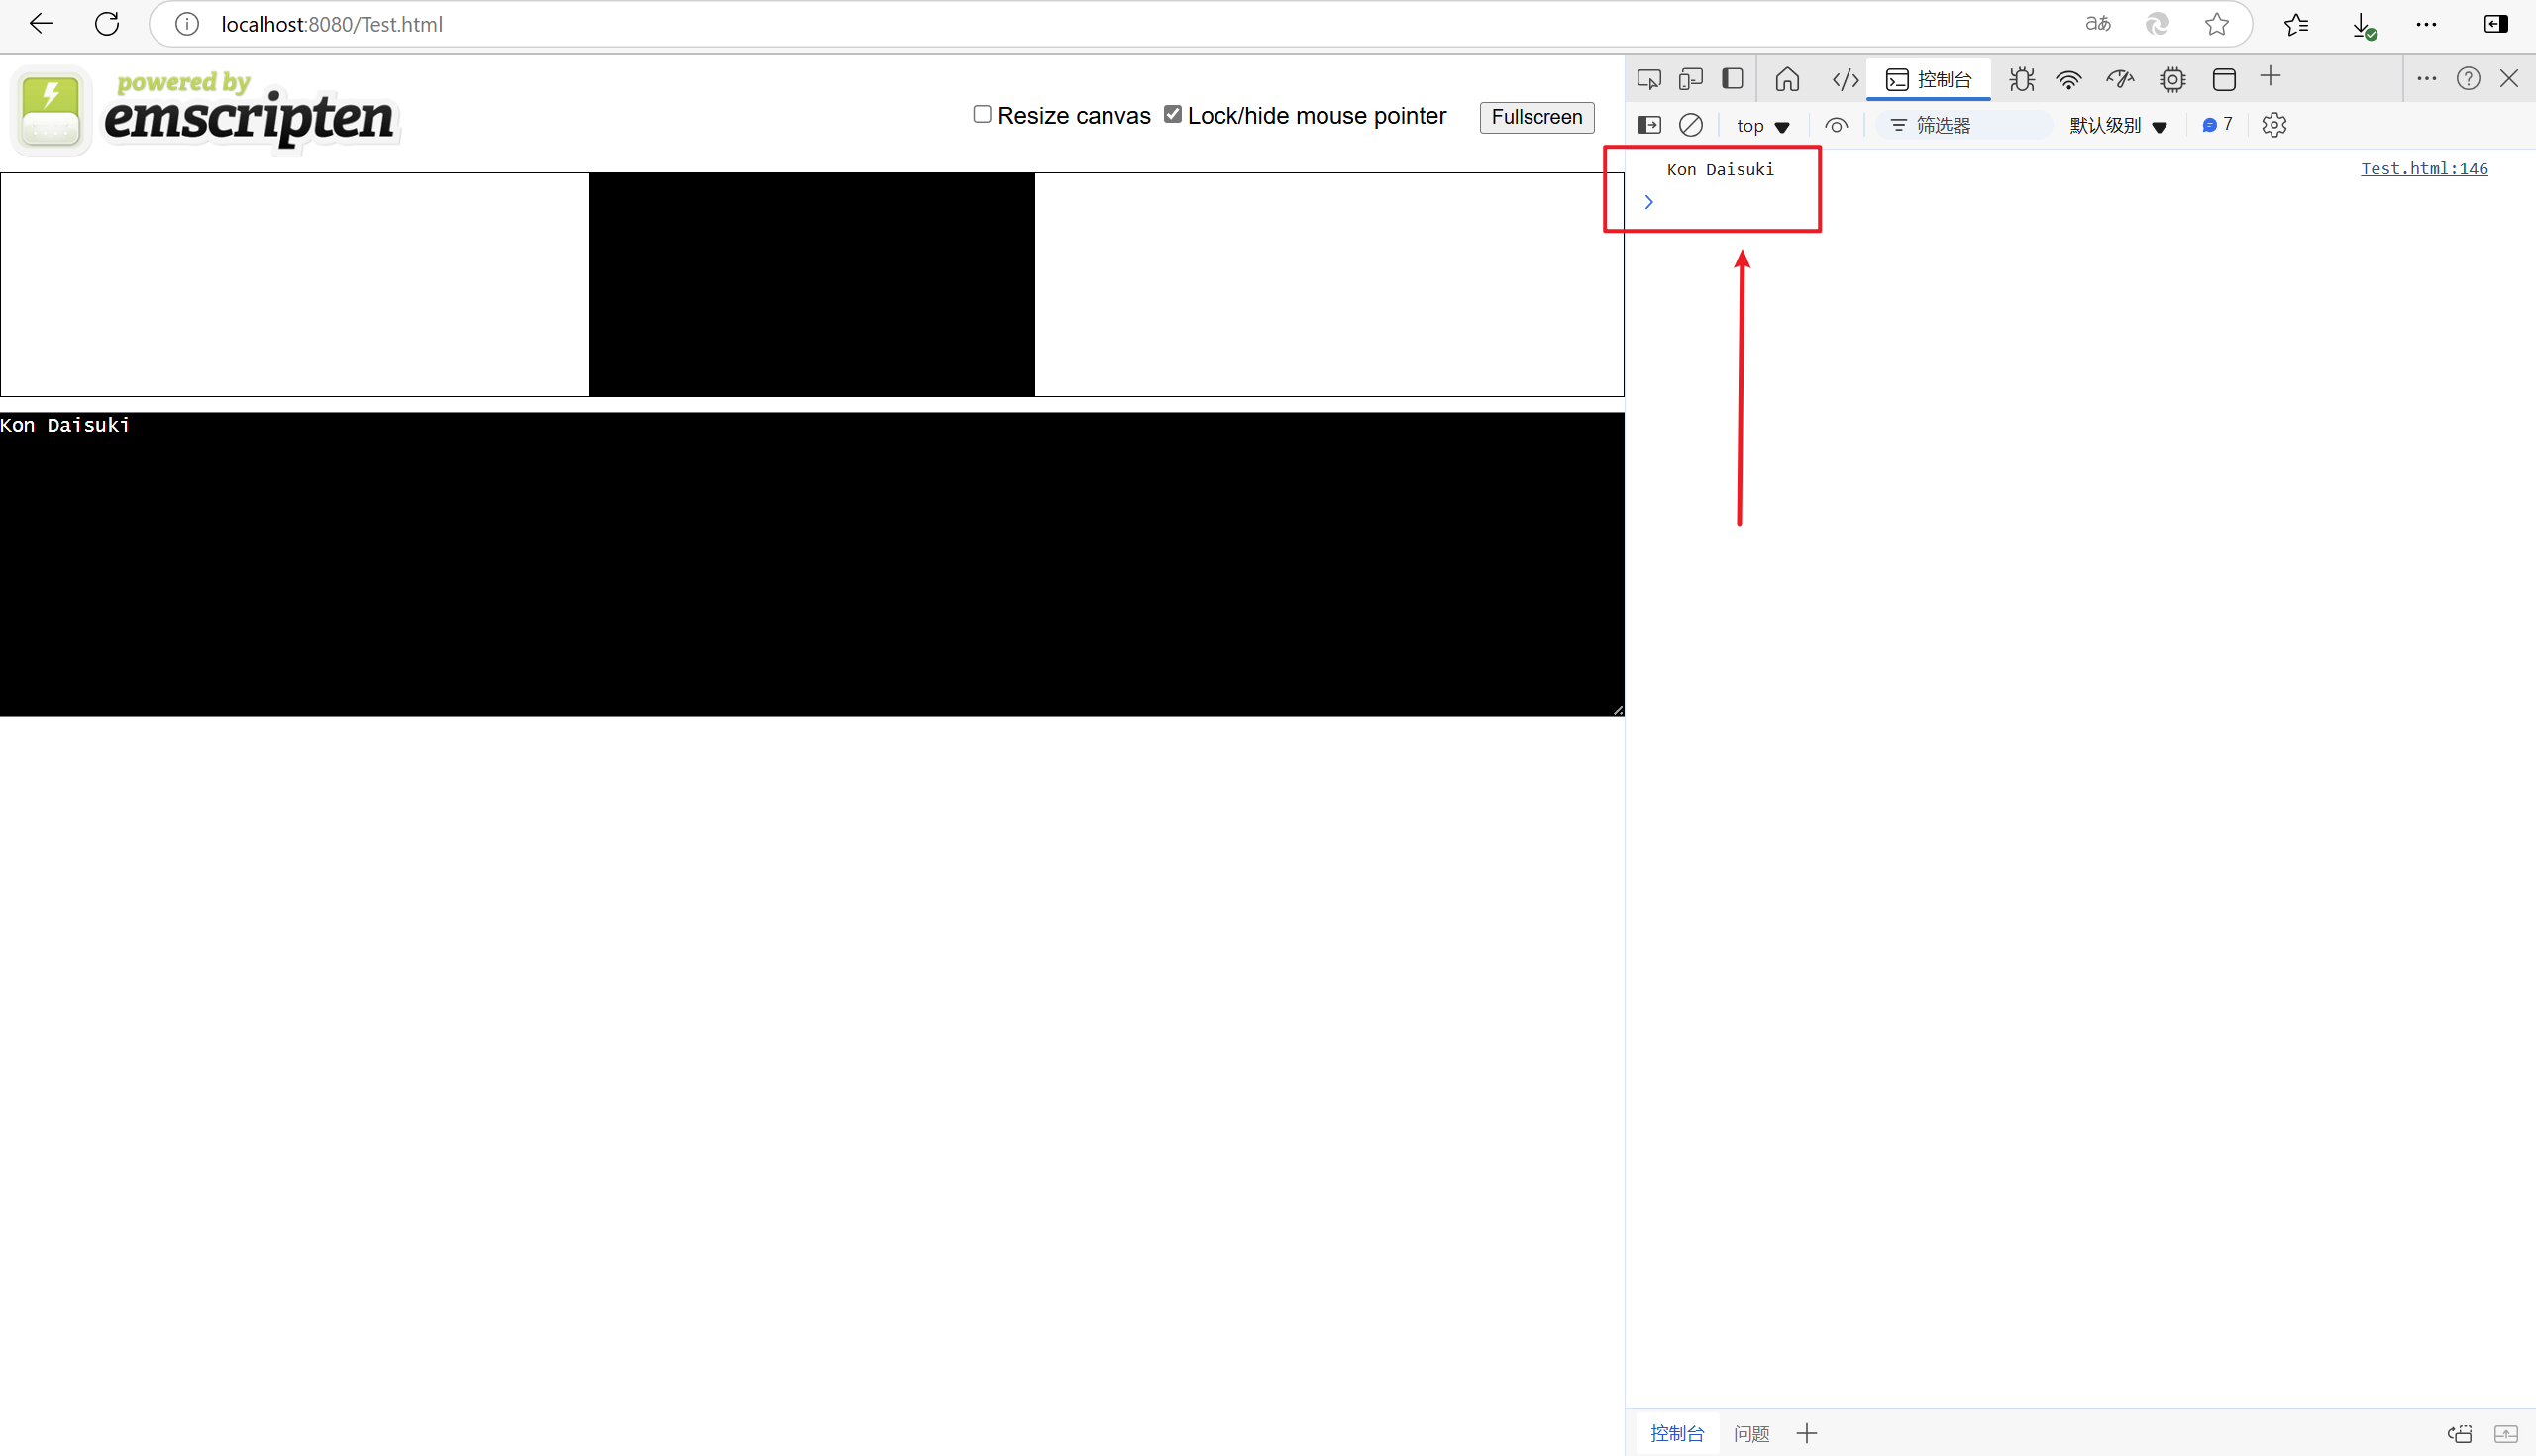 localhost:8080/Test.html
aあ
powered by
emscripten
Resize canvas Lock/hide mouse pointer Fullscreen
Kon Daisuki
控制台
top 筛选器 默认级别 7
Kon Daisuki Test.html:146
控制台 问题